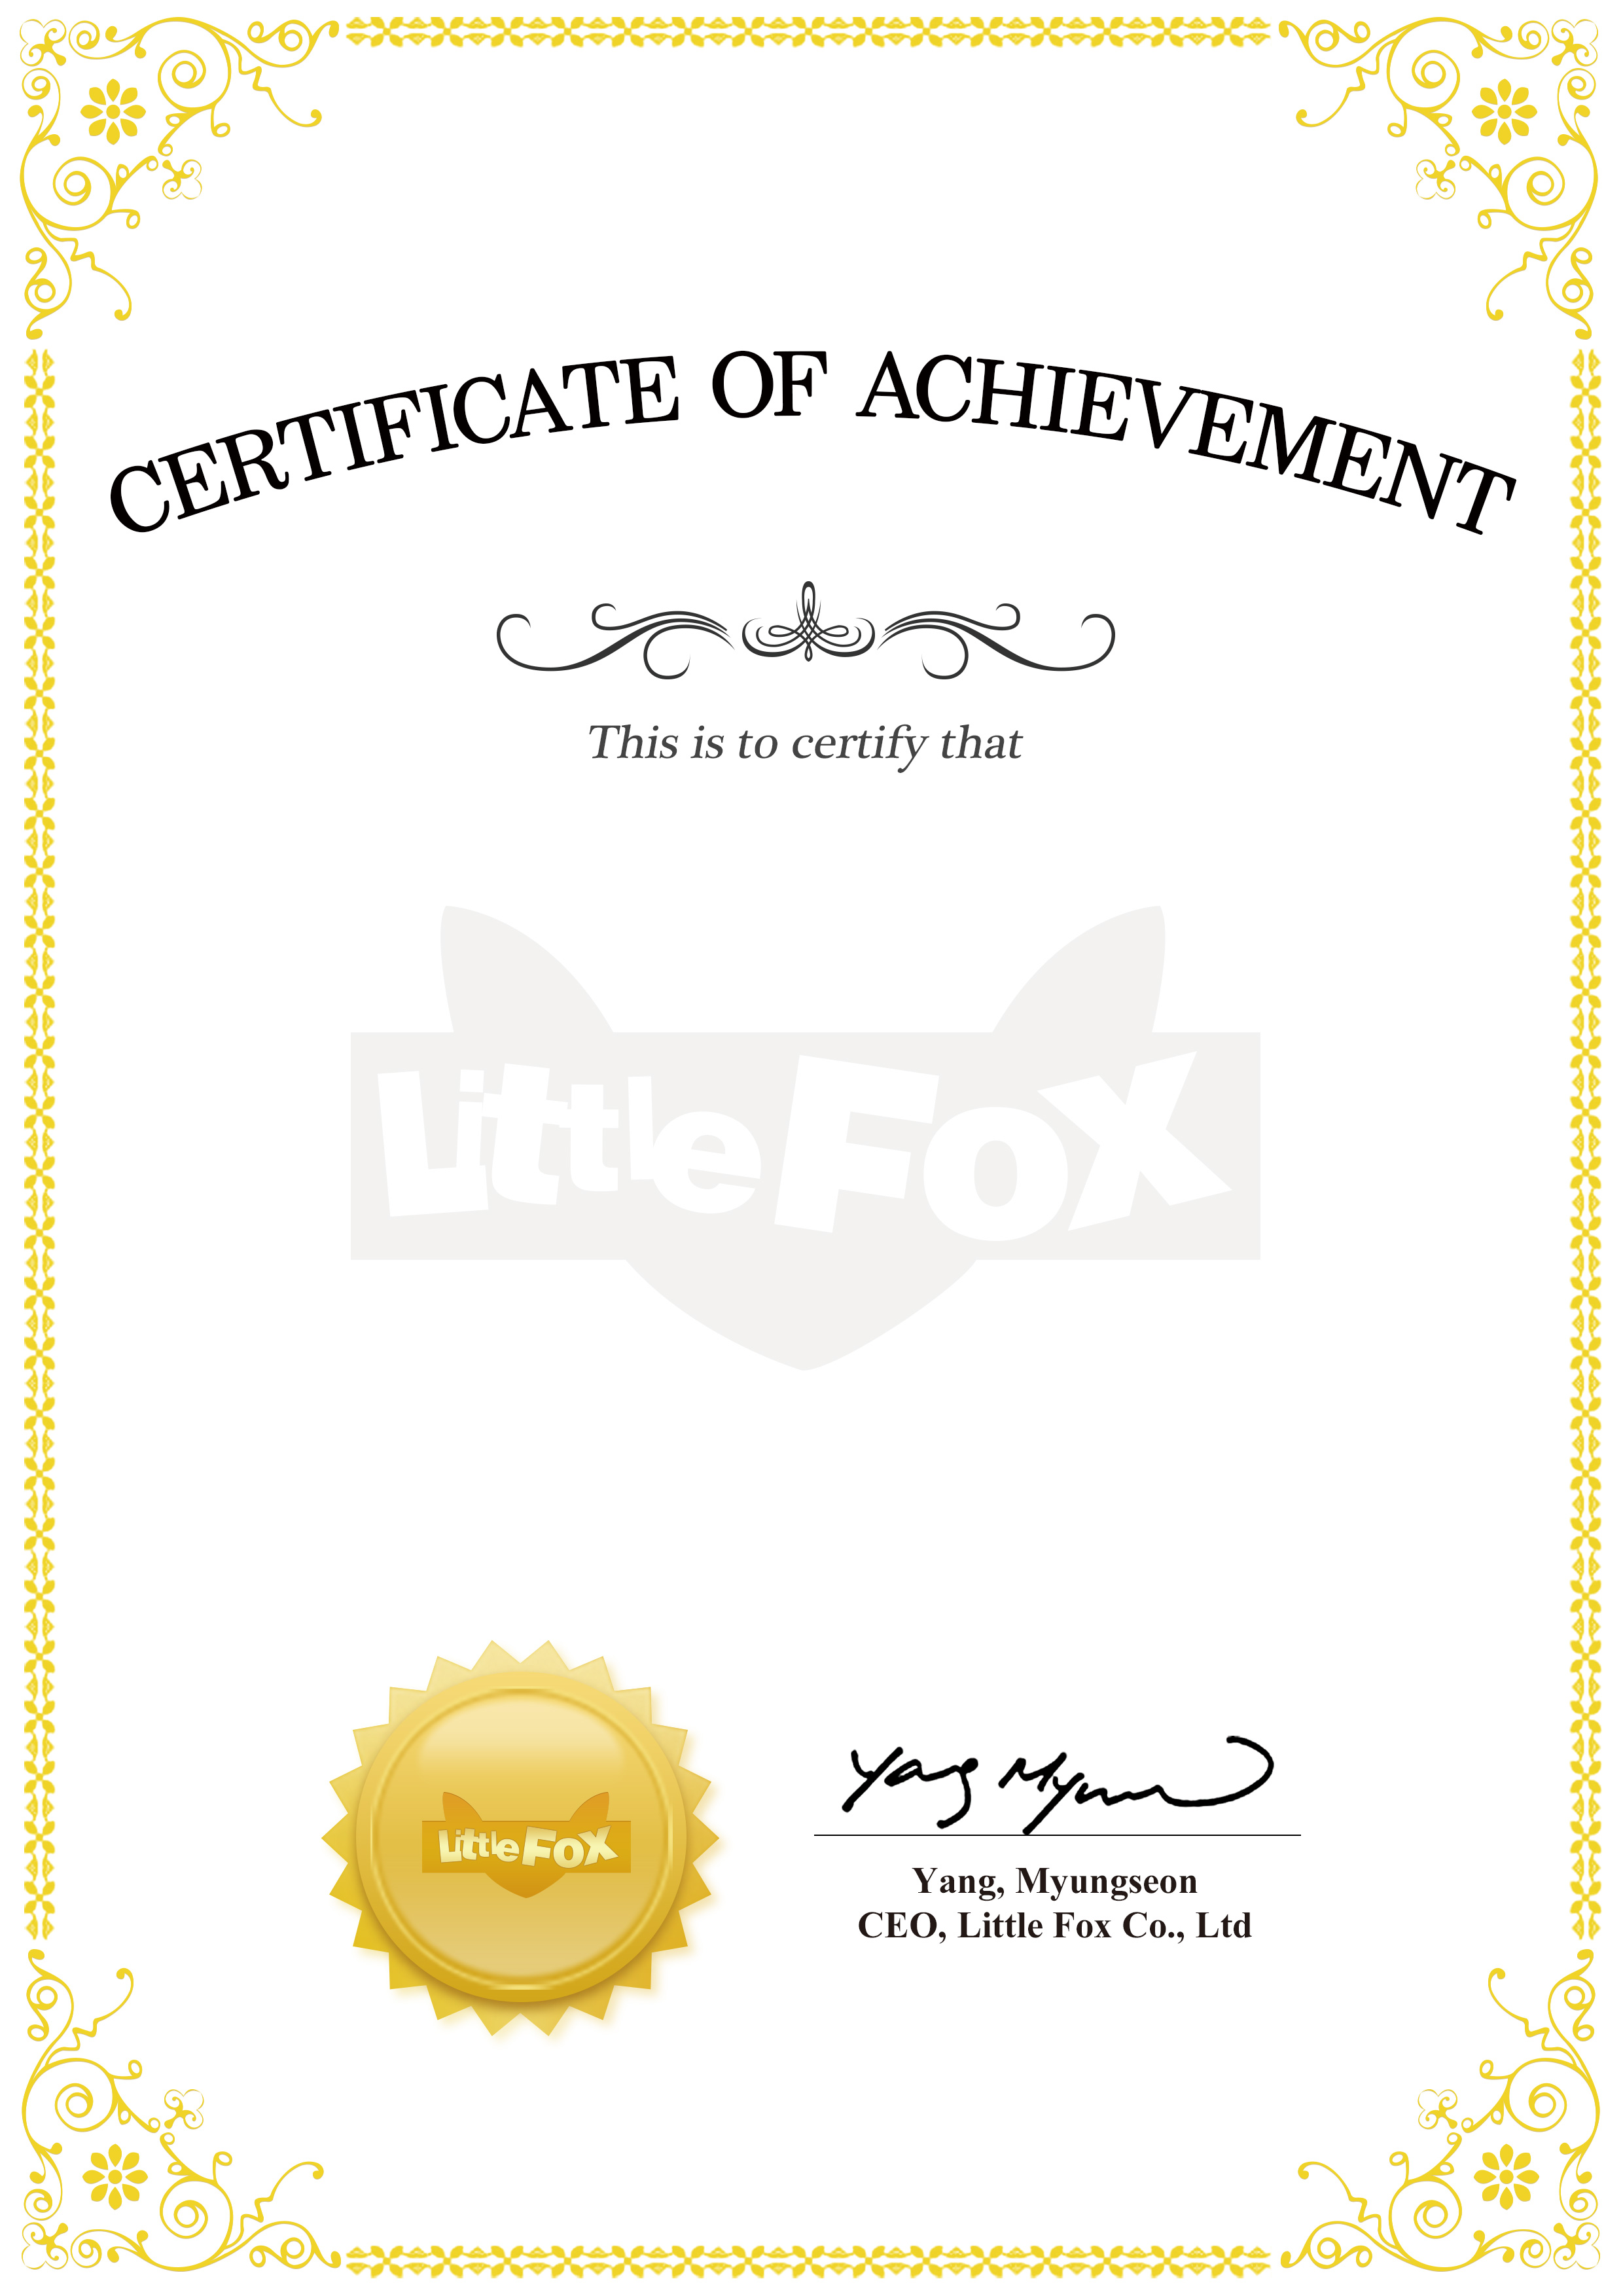 CERTIFICATE OF ACHIEVEMENT
This is to certify that
Little Fox
Little Fox
Yang Myun
Yang, Myungseon
CEO, Little Fox Co., Ltd